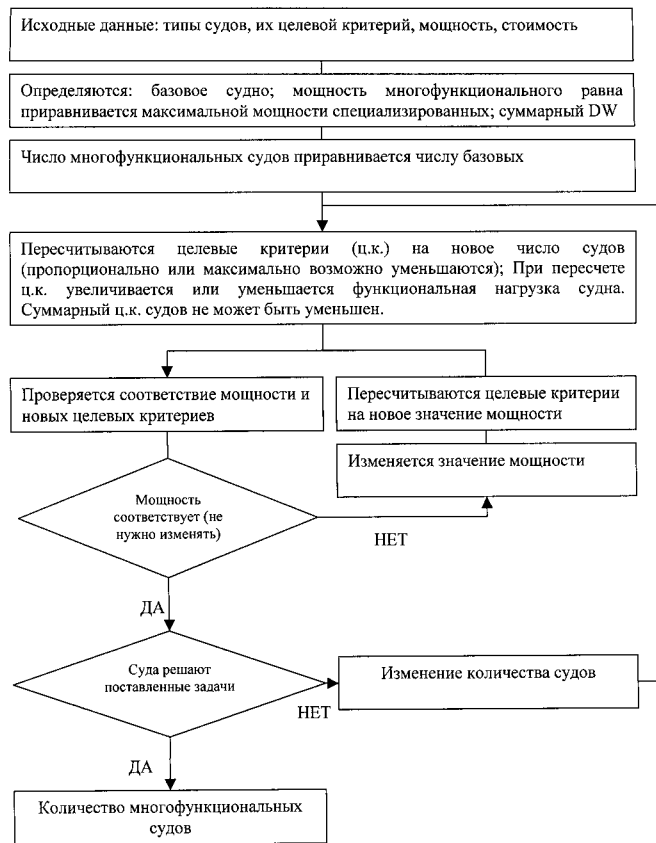 Исходные данные: типы судов, их целевой критерий, мощность, стоимость
Определяются: базовое судно; мощность многофункционального равна
приравнивается максимальной мощности специализированных; суммарный DW
Число многофункциональных судов приравнивается числу базовых
Пересчитываются целевые критерии (ц.к.) на новое число судов
(пропорционально или максимально возможно уменьшаются); При пересчете
ц.к. увеличивается или уменьшается функциональная нагрузка судна.
Суммарный ц.к. судов не может быть уменьшен.
Проверяется соответствие мощности и
новых целевых критериев
Пересчитываются целевые критерии
на новое значение мощности
Изменяется значение мощности
Мощность
соответствует (не
нужно изменять)
НЕТ
ДА
Суда решают
поставленные задачи
Изменение количества судов
НЕТ
ДА
Количество многофункциональных
судов